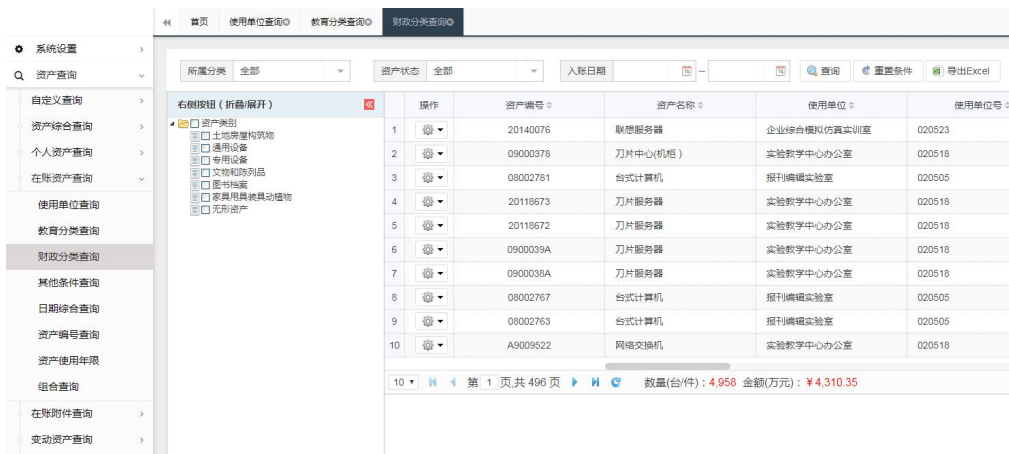 首页 使用单位查询 教育分类查询 财政分类查询
系统设置
资产查询
自定义查询
资产综合查询
个人资产查询
在账资产查询
使用单位查询
教育分类查询
财政分类查询
其他条件查询
日期综合查询
资产编号查询
资产使用年限
组合查询
在账附件查询
变动资产查询
所属分类 全部 资产状态 全部 入账日期 -- 查询 重置条件 导出Excel
右侧按钮(折叠/展开)
资产类别
土地房屋构筑物
通用设备
专用设备
文物和陈列品
图书档案
家具用具装具动植物
无形资产
操作 资产编号 资产名称 使用单位 使用单位号
1 20140076 联想服务器 企业综合模拟仿真实训室 020523
2 09000378 刀片中心(机柜) 实验教学中心办公室 020518
3 08002781 台式计算机 报刊编辑实验室 020505
4 20118673 刀片服务器 实验教学中心办公室 020518
5 20118672 刀片服务器 实验教学中心办公室 020518
6 0900039A 刀片服务器 实验教学中心办公室 020518
7 0900038A 刀片服务器 实验教学中心办公室 020518
8 08002767 台式计算机 报刊编辑实验室 020505
9 08002763 台式计算机 报刊编辑实验室 020505
10 A9009522 网络交换机 实验教学中心办公室 020518
10 第 1 页,共 496 页 数量(台/件):4,958 金额(万元):¥4,310.35